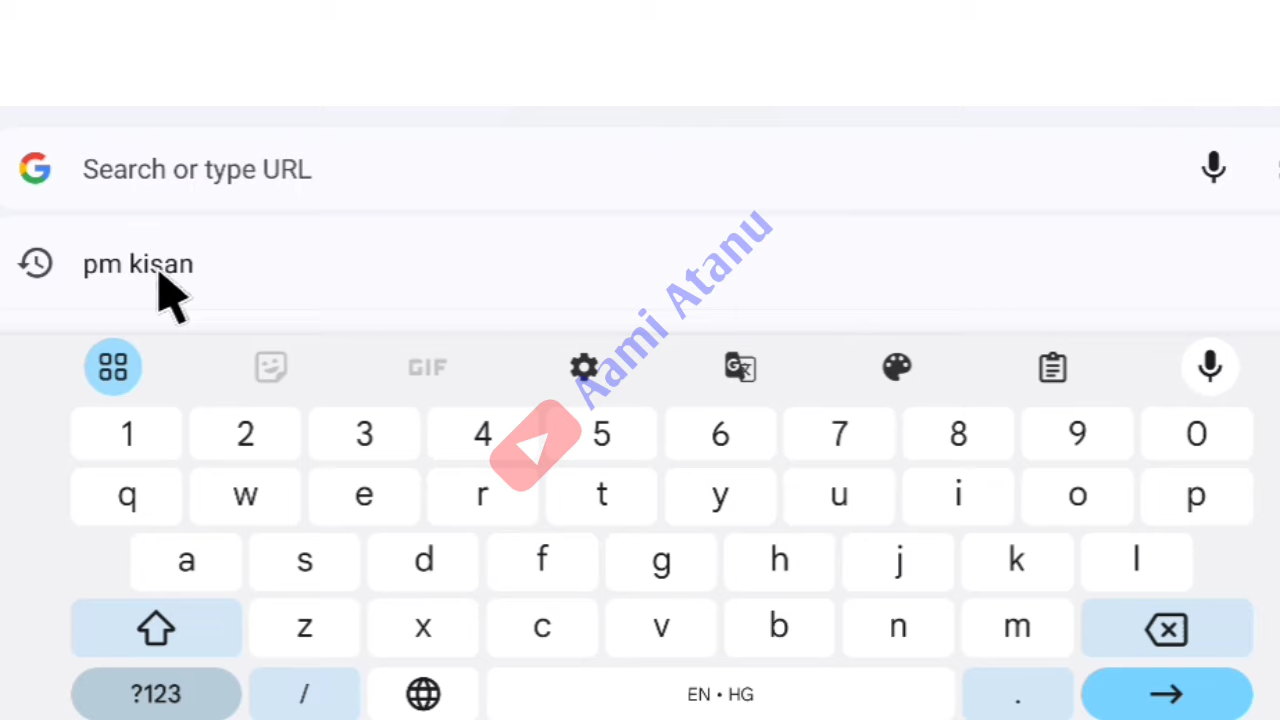 Search or type URL
pm kisan
Aami Atanu
GIF
1 2 3 4 5 6 7 8 9 0
q w e r t y u i o p
a s d f g h j k l
z x c v b n m
?123 / EN • HG .